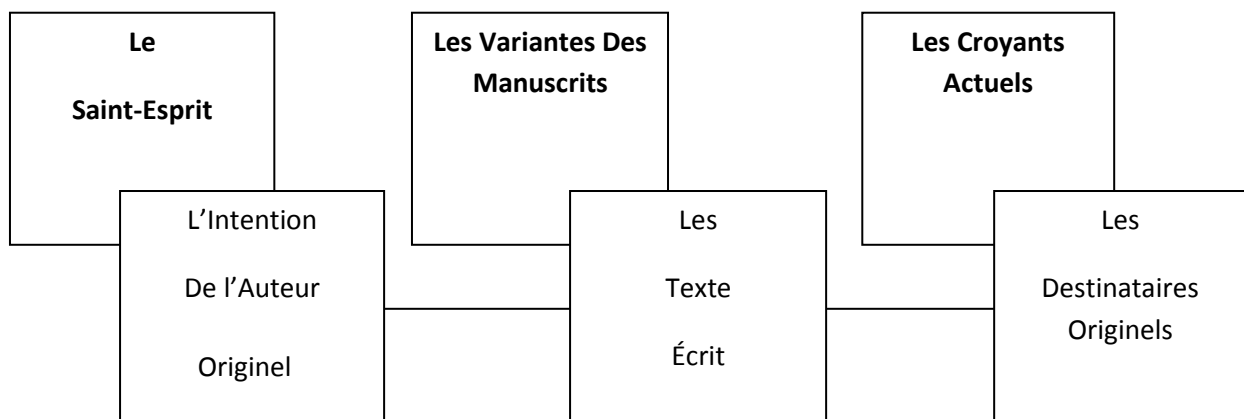 Le
Saint-Esprit
Les Variantes Des
Manuscrits
Les Croyants
Actuels
L’Intention
De l’Auteur
Originel
Les
Texte
Écrit
Les
Destinataires
Originels